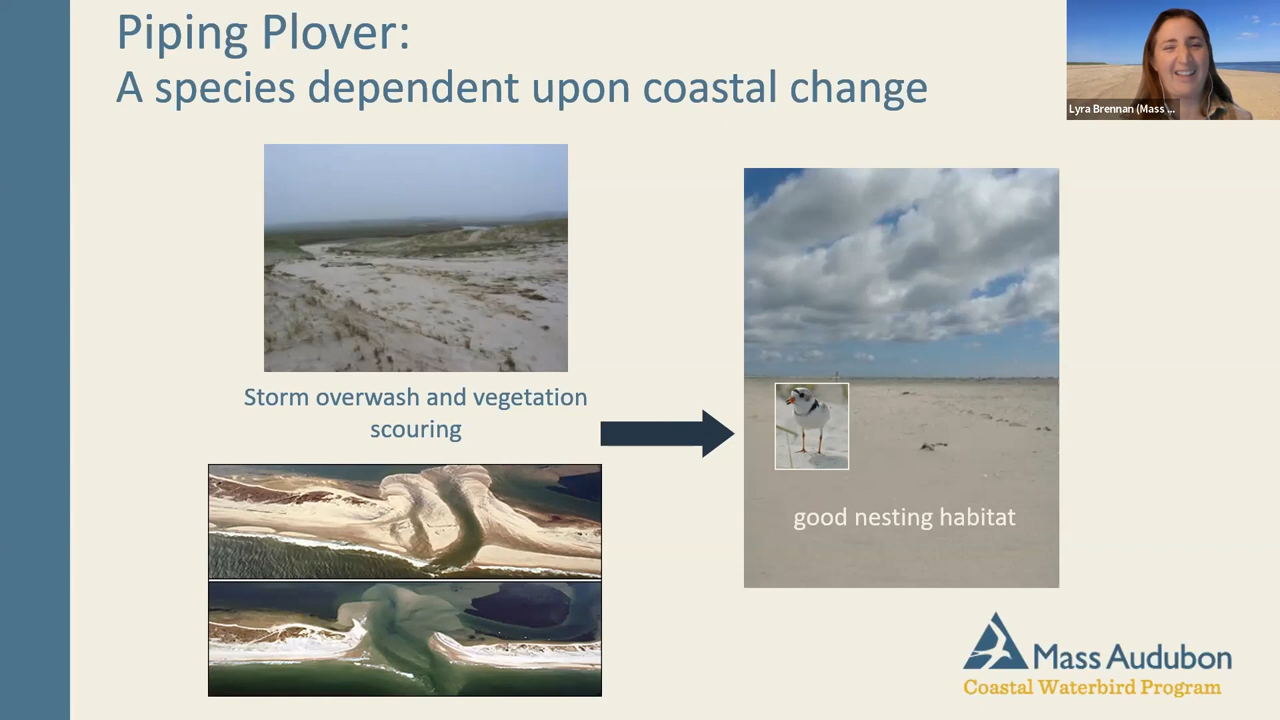 Piping Plover:
A species dependent upon coastal change
Lyra Brennan (Mass ...
Storm overwash and vegetation
scouring
good nesting habitat
Mass Audubon
Coastal Waterbird Program